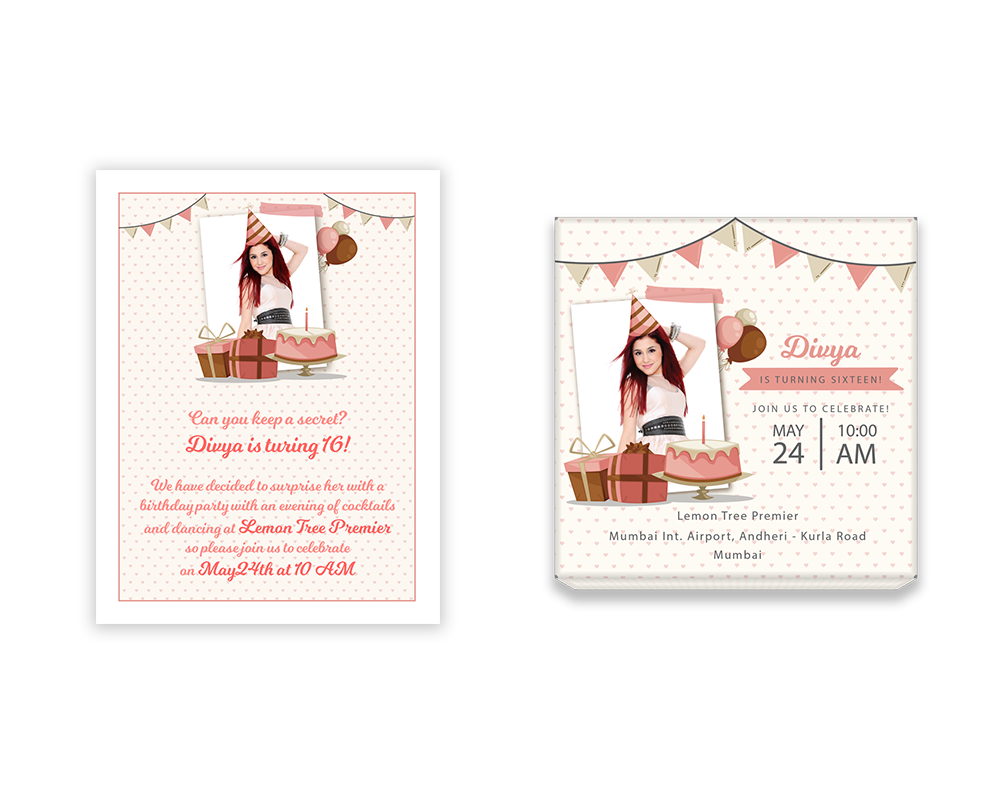 Can you keep a secret?
Divya is turing 16!
We have decided to surprise her with a
birthday party with an evening of cocktails
and dancing at Lemon Tree Premier
so please join us to celebrate
on May24th at 10 AM
Divya
IS TURNING SIXTEEN!
JOIN US TO CELEBRATE!
MAY
24
10:00
AM
Lemon Tree Premier
Mumbai Int. Airport, Andheri - Kurla Road
Mumbai